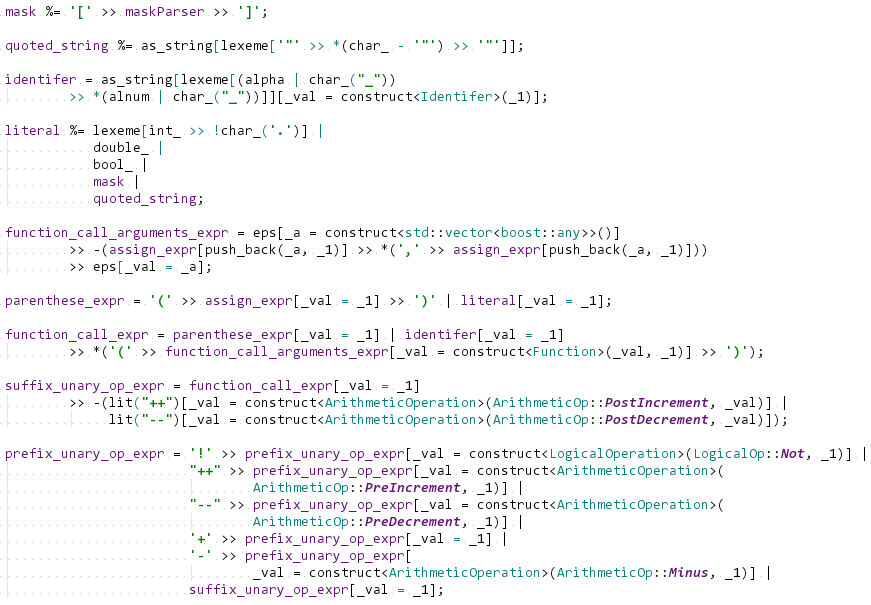 mask %= '[' >> maskParser >> ']';
quoted_string %= as_string[lexeme['"' >> *(char_ - '"') >> '"']];
identifer = as_string[lexeme[(alpha | char_("_"))
>> *(alnum | char_("_"))]][_val = construct<Identifer>(_1)];
literal %= lexeme[int_ >> !char_('.')] |
double_ |
bool_ |
mask |
quoted_string;
function_call_arguments_expr = eps[_a = construct<std::vector<boost::any>>()]
>> -(assign_expr[push_back(_a, _1)] >> *(',' >> assign_expr[push_back(_a, _1)]))
>> eps[_val = _a];
parenthese_expr = '(' >> assign_expr[_val = _1] >> ')' | literal[_val = _1];
function_call_expr = parenthese_expr[_val = _1] | identifer[_val = _1]
>> *('(' >> function_call_arguments_expr[_val = construct<Function>(_val, _1)] >> ')');
suffix_unary_op_expr = function_call_expr[_val = _1]
>> -(lit("++")[_val = construct<ArithmeticOperation>(ArithmeticOp::PostIncrement, _val)] |
lit("--")[_val = construct<ArithmeticOperation>(ArithmeticOp::PostDecrement, _val)]);
prefix_unary_op_expr = '!' >> prefix_unary_op_expr[_val = construct<LogicalOperation>(LogicalOp::Not, _1)] |
"++" >> prefix_unary_op_expr[_val = construct<ArithmeticOperation>(
ArithmeticOp::PreIncrement, _1)] |
"--" >> prefix_unary_op_expr[_val = construct<ArithmeticOperation>(
ArithmeticOp::PreDecrement, _1)] |
'+' >> prefix_unary_op_expr[_val = _1] |
'-' >> prefix_unary_op_expr[
_val = construct<ArithmeticOperation>(ArithmeticOp::Minus, _1)] |
suffix_unary_op_expr[_val = _1];